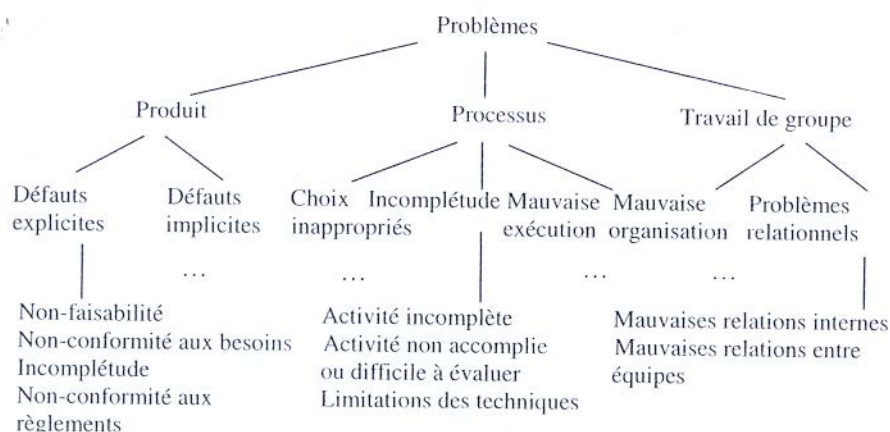 Problèmes
Produit
Processus
Travail de groupe
Défauts
explicites
Défauts
implicites
Choix
inappropriés
Incomplétude
Mauvaise
exécution
Mauvaise
organisation
Problèmes
relationnels
...
...
...
...
Non-faisabilité
Non-conformité aux besoins
Incomplétude
Non-conformité aux
règlements
Activité incomplète
Activité non accomplie
ou difficile à évaluer
Limitations des techniques
Mauvaises relations internes
Mauvaises relations entre
équipes